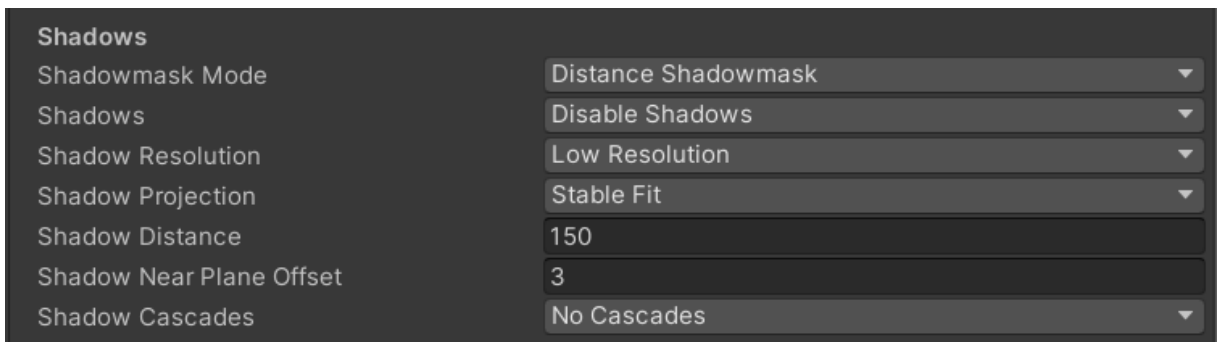 Shadows
Shadowmask Mode Distance Shadowmask
Shadows Disable Shadows
Shadow Resolution Low Resolution
Shadow Projection Stable Fit
Shadow Distance 150
Shadow Near Plane Offset 3
Shadow Cascades No Cascades